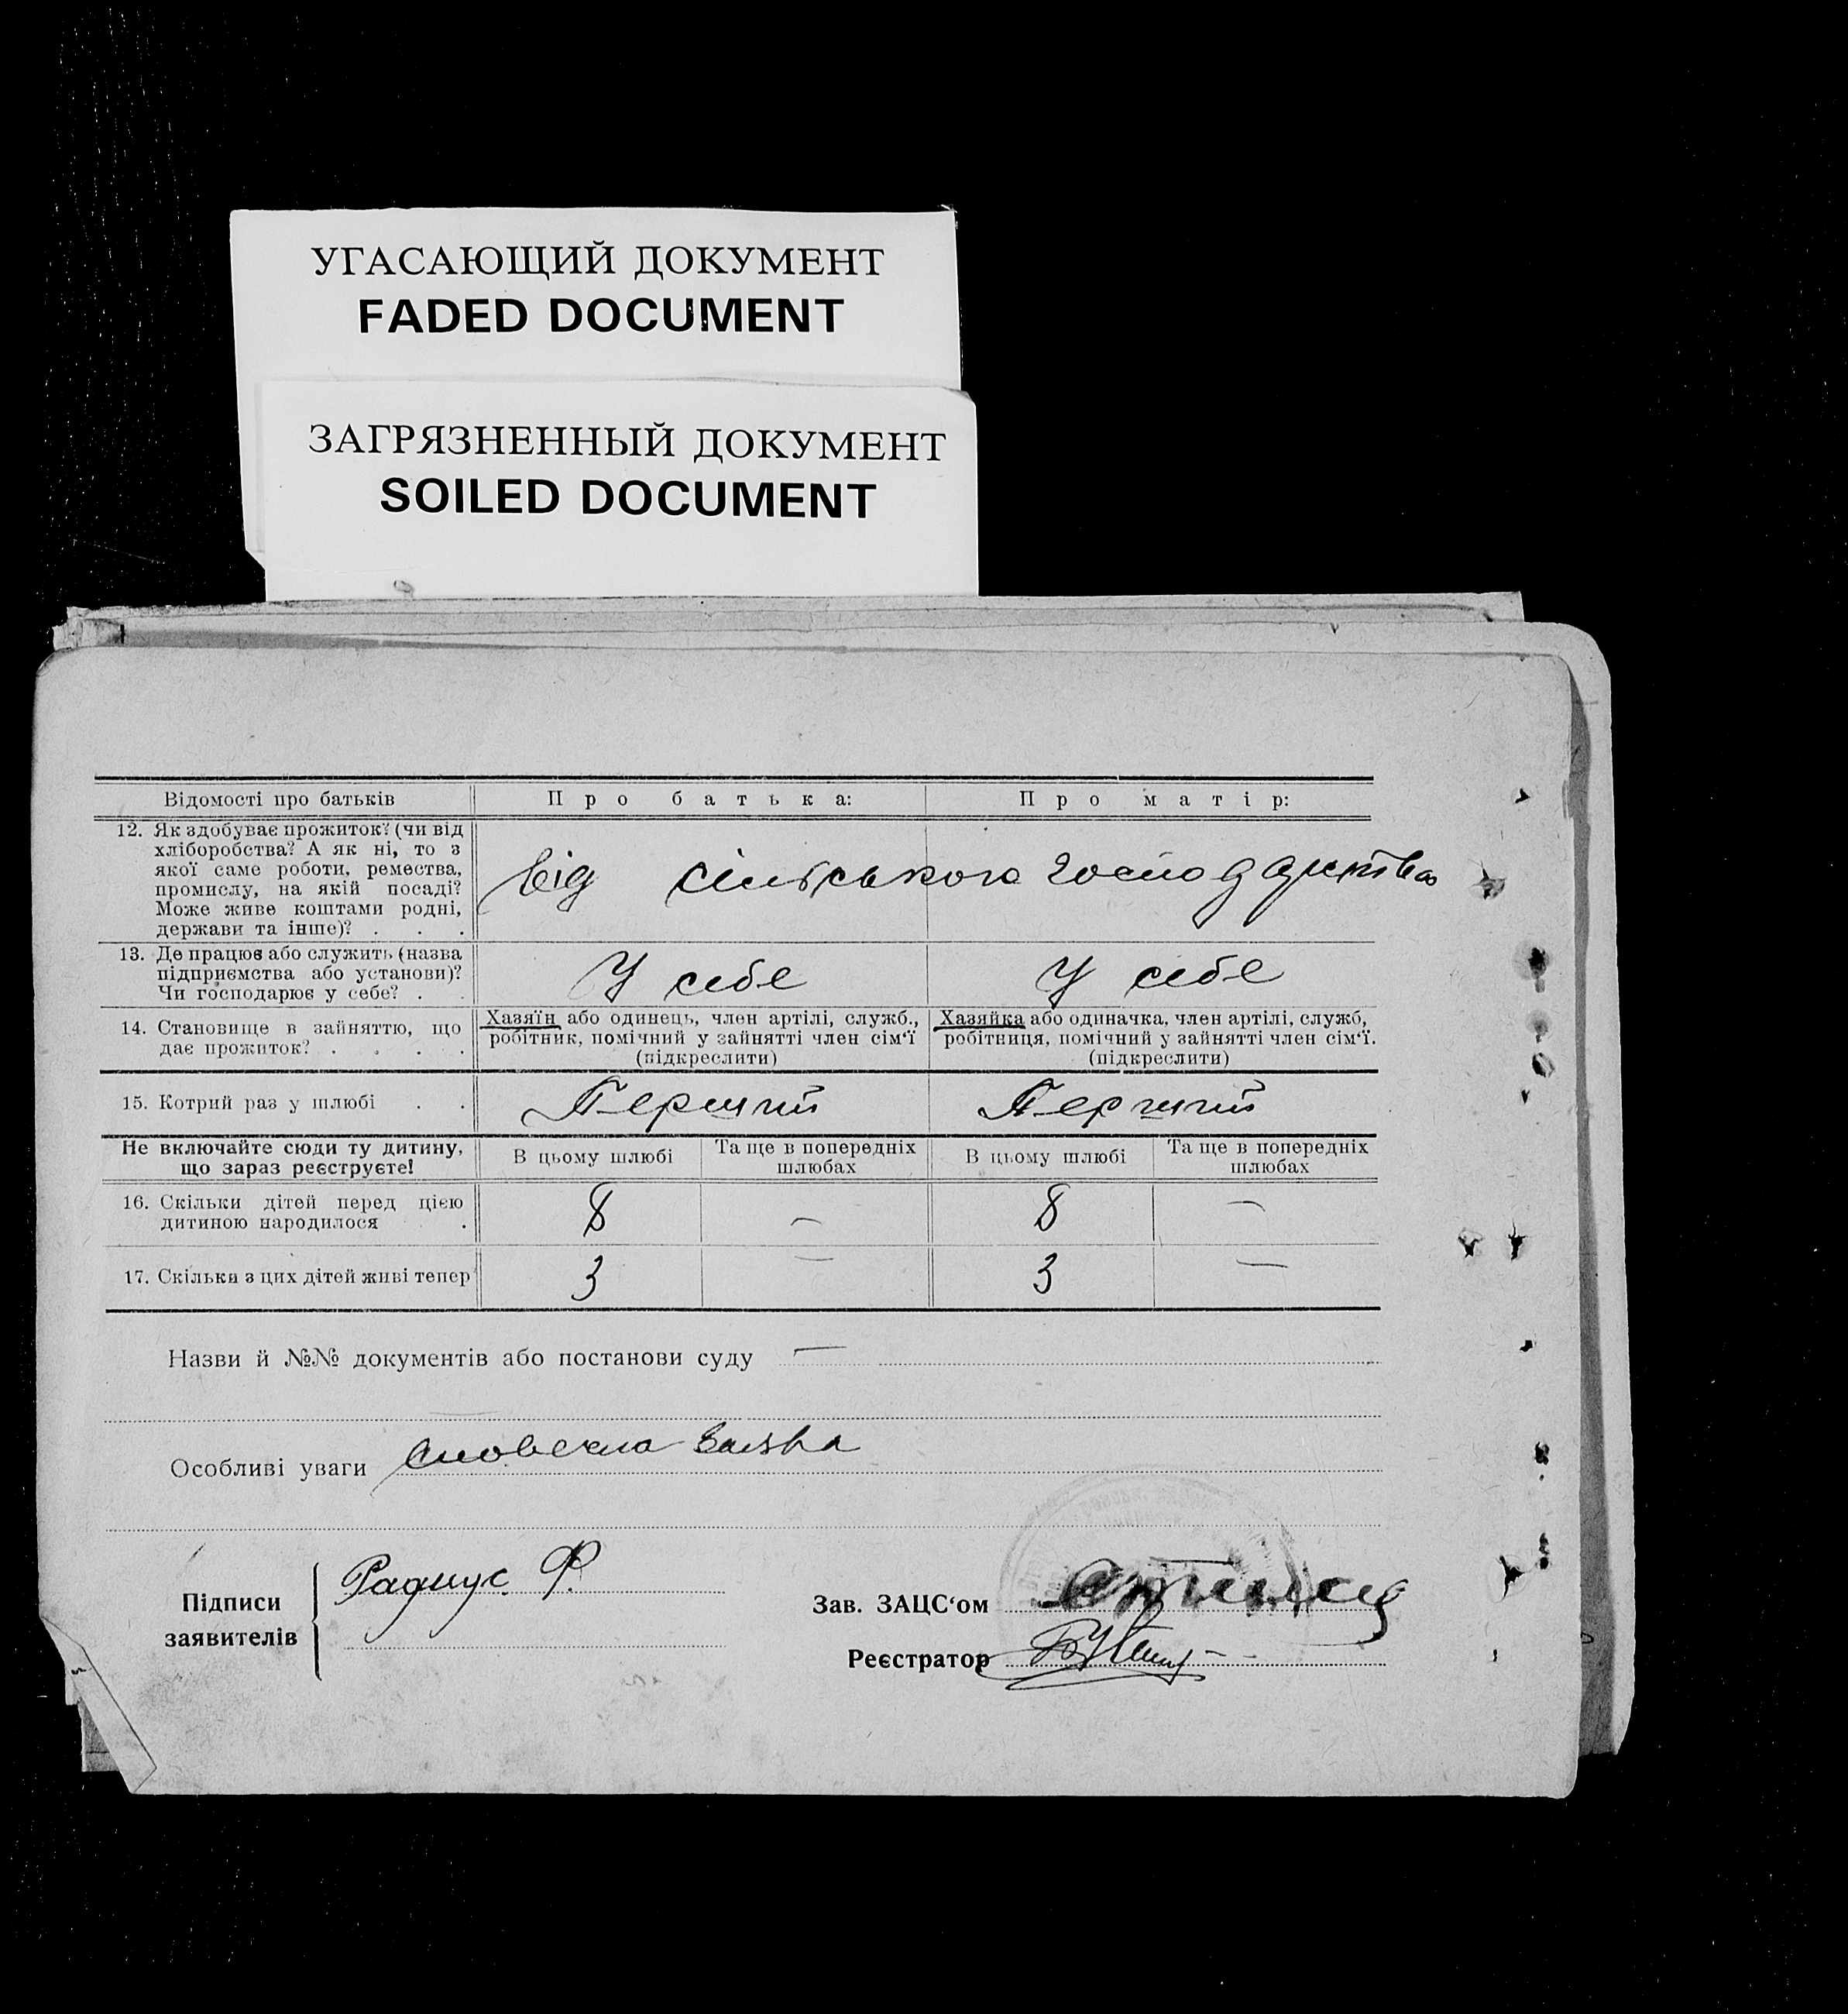 УГАСАЮЩИЙ ДОКУМЕНТ
FADED DOCUMENT
ЗАГРЯЗНЕННЫЙ ДОКУМЕНТ
SOILED DOCUMENT
Відомості про батьків Про батька: Про матір:
12. Як здобуває прожиток? (чи від
хліборобства? А як ні, то з
якої саме роботи, ремества,
промислу, на якій посаді?
Може живе коштами родні,
держави та інше)? . . .
від сільського господарства
13. Де працює або служить (назва
підприємства або установи)?
Чи господарює у себе? .
У себе У себе
14. Становище в зайняттю, що
дає прожиток? . . . .
Хазяїн або одинець, член артілі, служб.,
робітник, помічний у зайнятті член сім'ї
(підкреслити)
Хазяйка або одиначка, член артілі, служб,
робітниця, помічний у зайнятті член сім'ї.
(підкреслити)
15. Котрий раз у шлюбі . . Перший Перший
Не включайте сюди ту дитину,
що зараз реєструєте!
В цьому шлюбі Та ще в попередніх
шлюбах
В цьому шлюбі Та ще в попередніх
шлюбах
16. Скільки дітей перед цією
дитиною народилося .
8 — 8 —
17. Скільки з цих дітей живі тепер 3 — 3 —
Назви й №№ документів або постанови суду —
Особливі уваги
Підписи
заявителів
Радиус Ф.
Зав. ЗАЦС'ом
Реєстратор